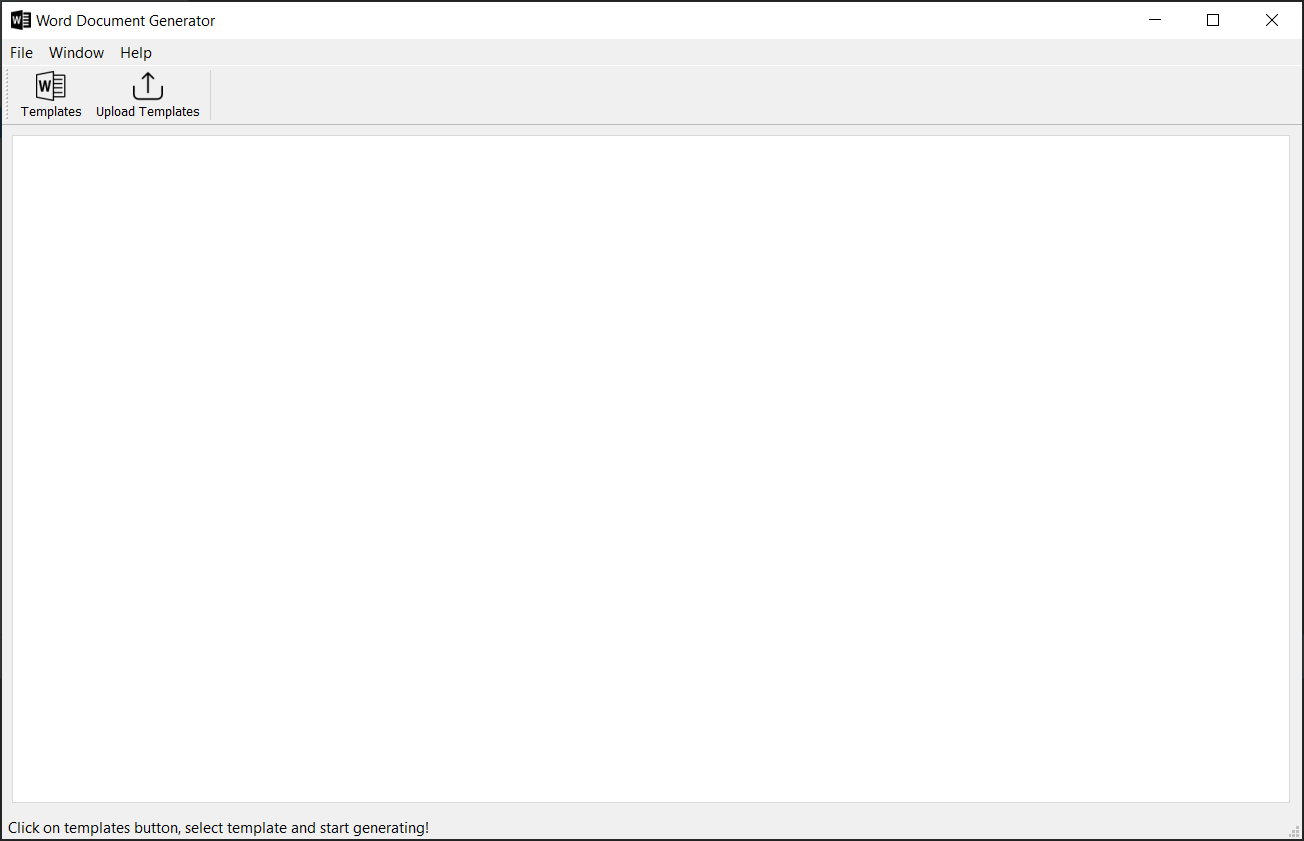 Word Document Generator
File Window Help
W
Templates Upload Templates
Click on templates button, select template and start generating!